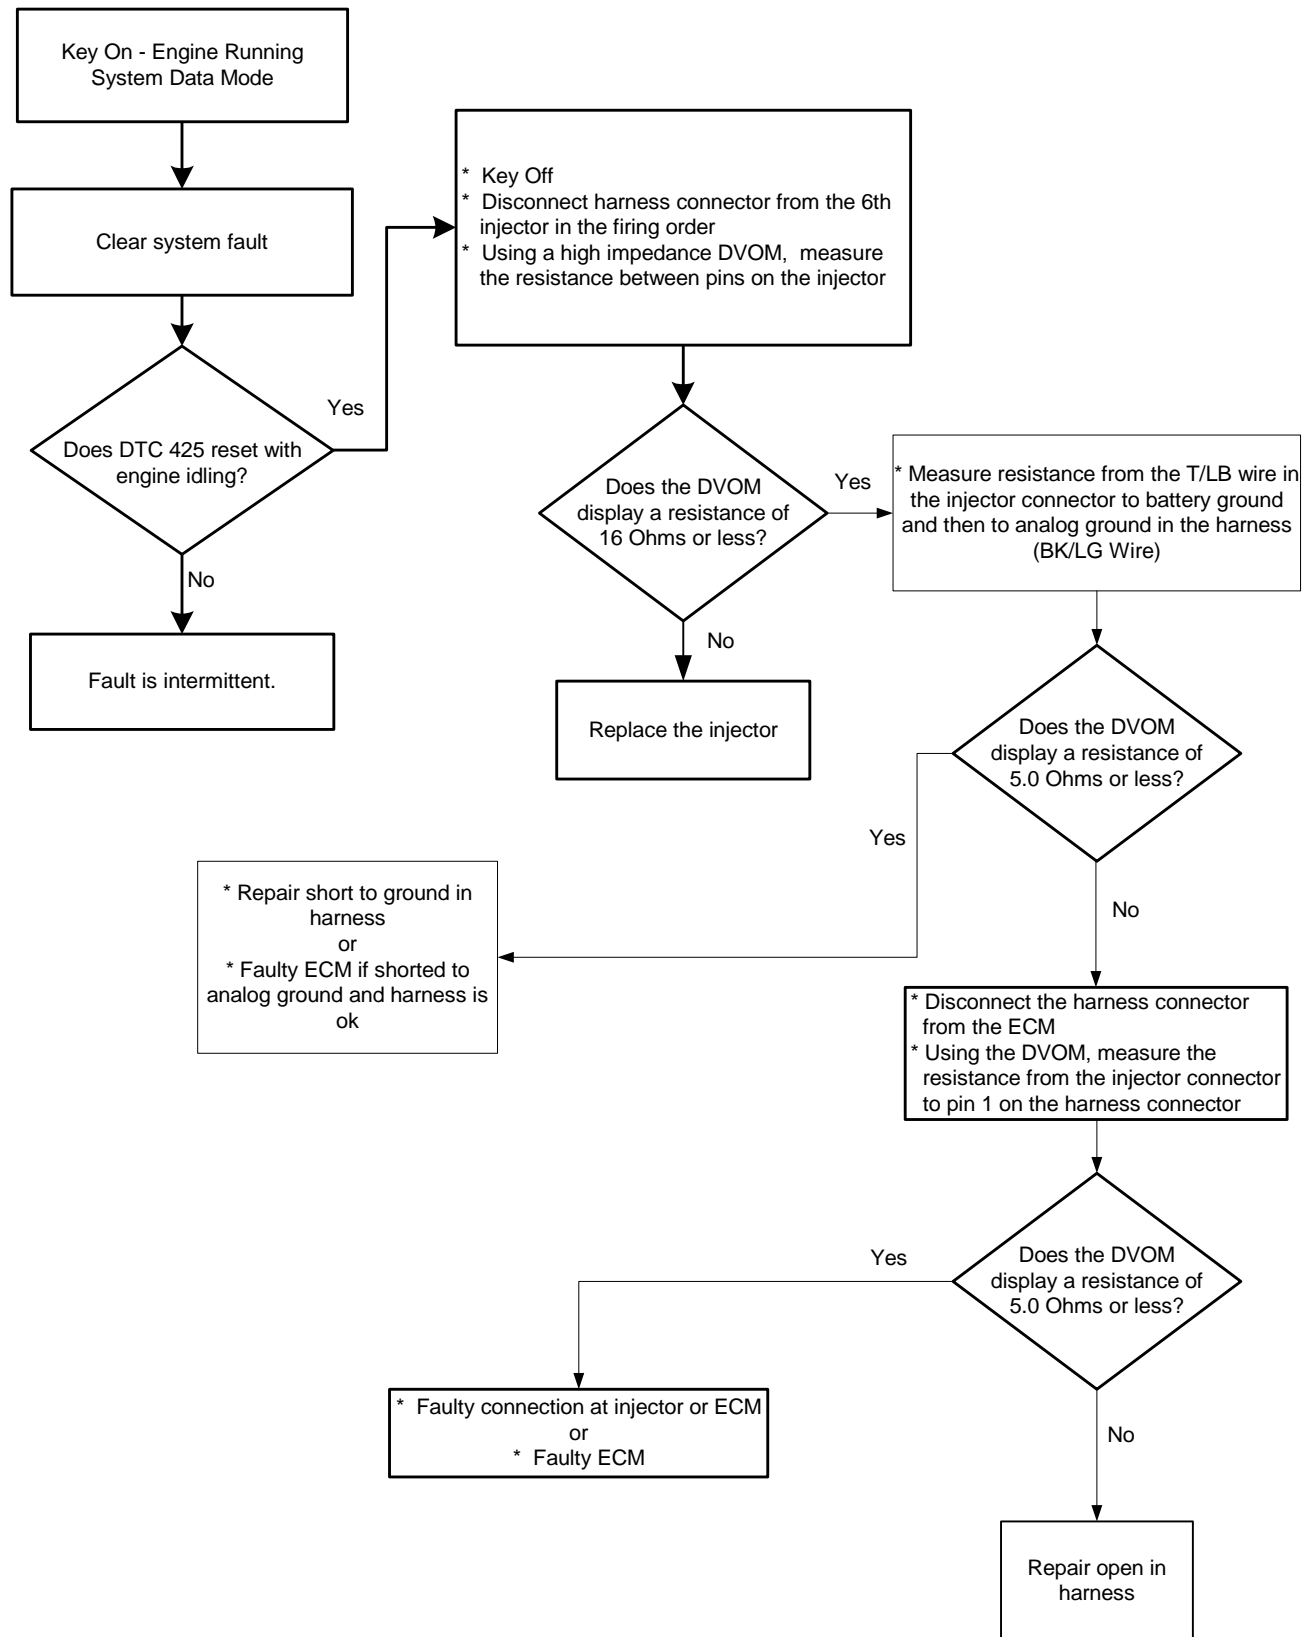 Key On - Engine Running
System Data Mode
Clear system fault
Does DTC 425 reset with
engine idling?
Yes
No
Fault is intermittent.
* Key Off
* Disconnect harness connector from the 6th
injector in the firing order
* Using a high impedance DVOM, measure
the resistance between pins on the injector
Does the DVOM
display a resistance of
16 Ohms or less?
Yes
No
Replace the injector
* Measure resistance from the T/LB wire in
the injector connector to battery ground
and then to analog ground in the harness
(BK/LG Wire)
Does the DVOM
display a resistance of
5.0 Ohms or less?
Yes
No
* Repair short to ground in
harness
or
* Faulty ECM if shorted to
analog ground and harness is
ok
* Disconnect the harness connector
from the ECM
* Using the DVOM, measure the
resistance from the injector connector
to pin 1 on the harness connector
Does the DVOM
display a resistance of
5.0 Ohms or less?
Yes
No
* Faulty connection at injector or ECM
or
* Faulty ECM
Repair open in
harness